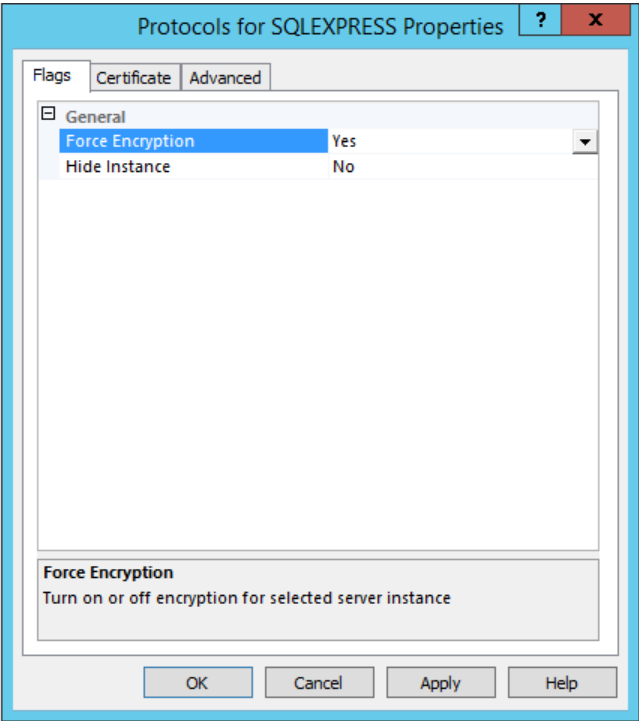 Protocols for SQLEXPRESS Properties ? x
Flags Certificate Advanced
General
Force Encryption Yes
Hide Instance No
Force Encryption
Turn on or off encryption for selected server instance
OK Cancel Apply Help